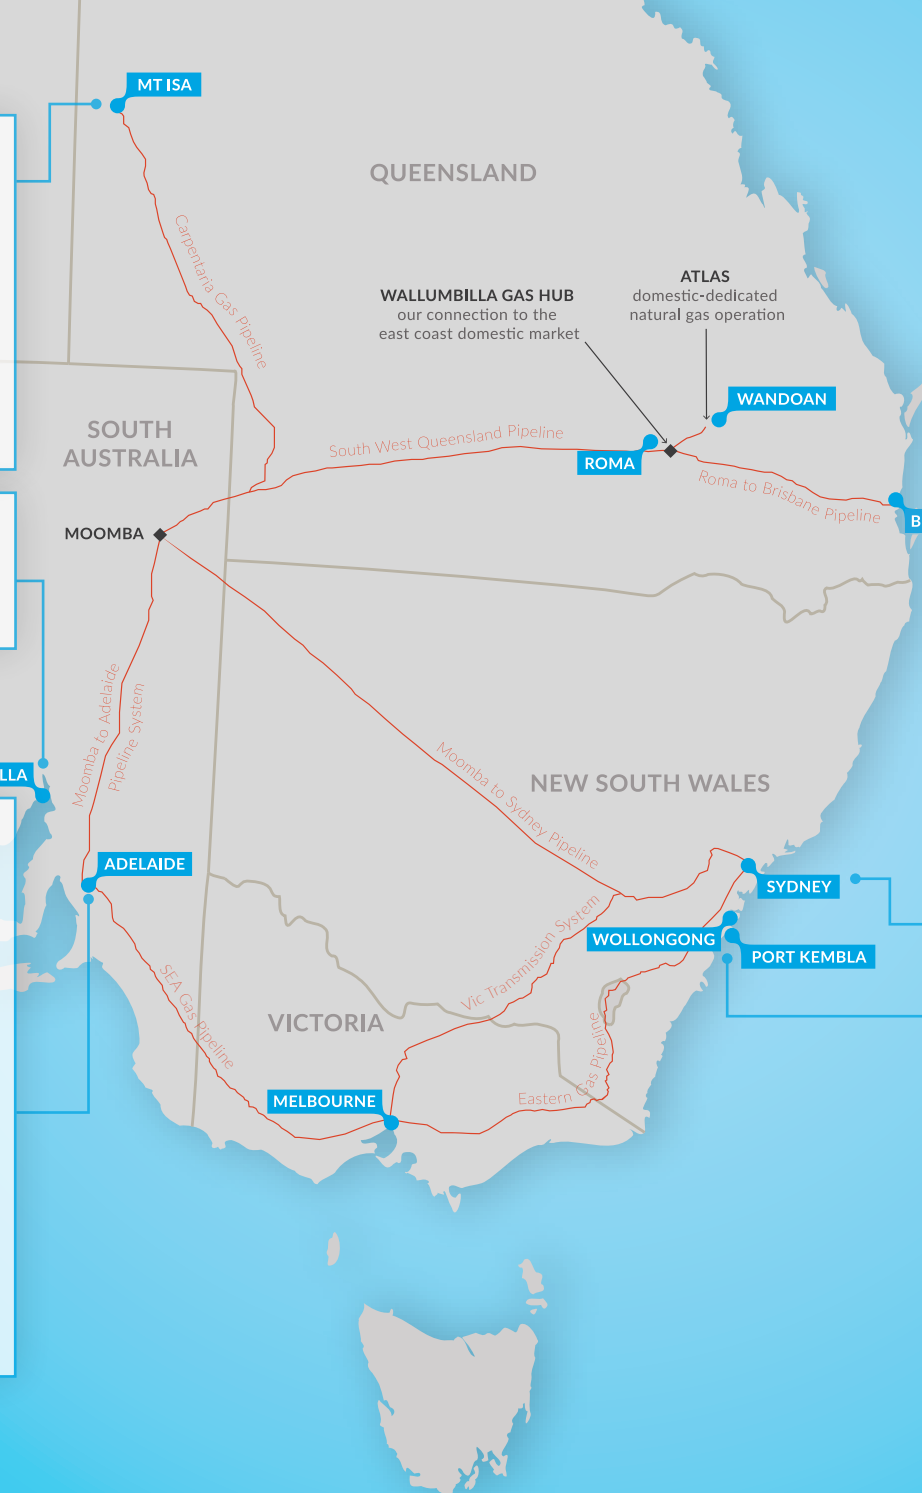 MT ISA
QUEENSLAND
Carpentaria Gas Pipeline
ATLAS
domestic-dedicated
natural gas operation
WALLUMBILLA GAS HUB
our connection to the
east coast domestic market
WANDOAN
SOUTH
AUSTRALIA
South West Queensland Pipeline
ROMA
Roma to Brisbane Pipeline
B
MOOMBA
Moomba to Adelaide
Pipeline System
Moomba to Sydney Pipeline
LLA
NEW SOUTH WALES
ADELAIDE
SYDNEY
WOLLONGONG
PORT KEMBLA
Vic Transmission System
SEA Gas Pipeline
VICTORIA
Eastern Gas Pipeline
MELBOURNE